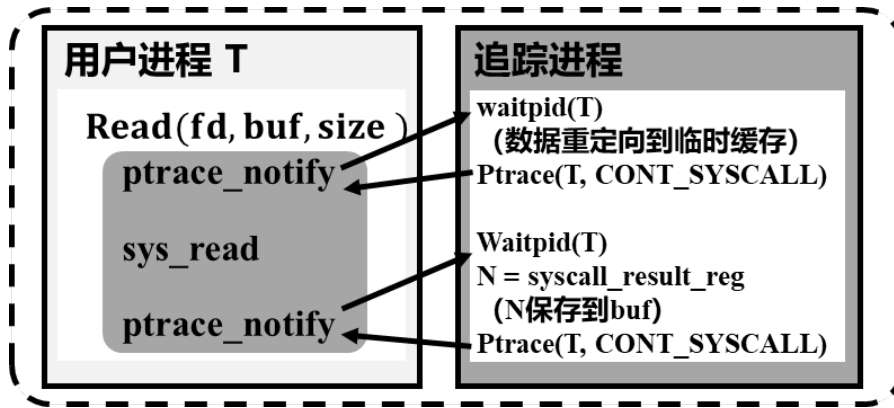 用户进程 T
Read(fd, buf, size )
ptrace_notify
sys_read
ptrace_notify
追踪进程
waitpid(T)
（数据重定向到临时缓存）
Ptrace(T, CONT_SYSCALL)
Waitpid(T)
N = syscall_result_reg
（N保存到buf）
Ptrace(T, CONT_SYSCALL)